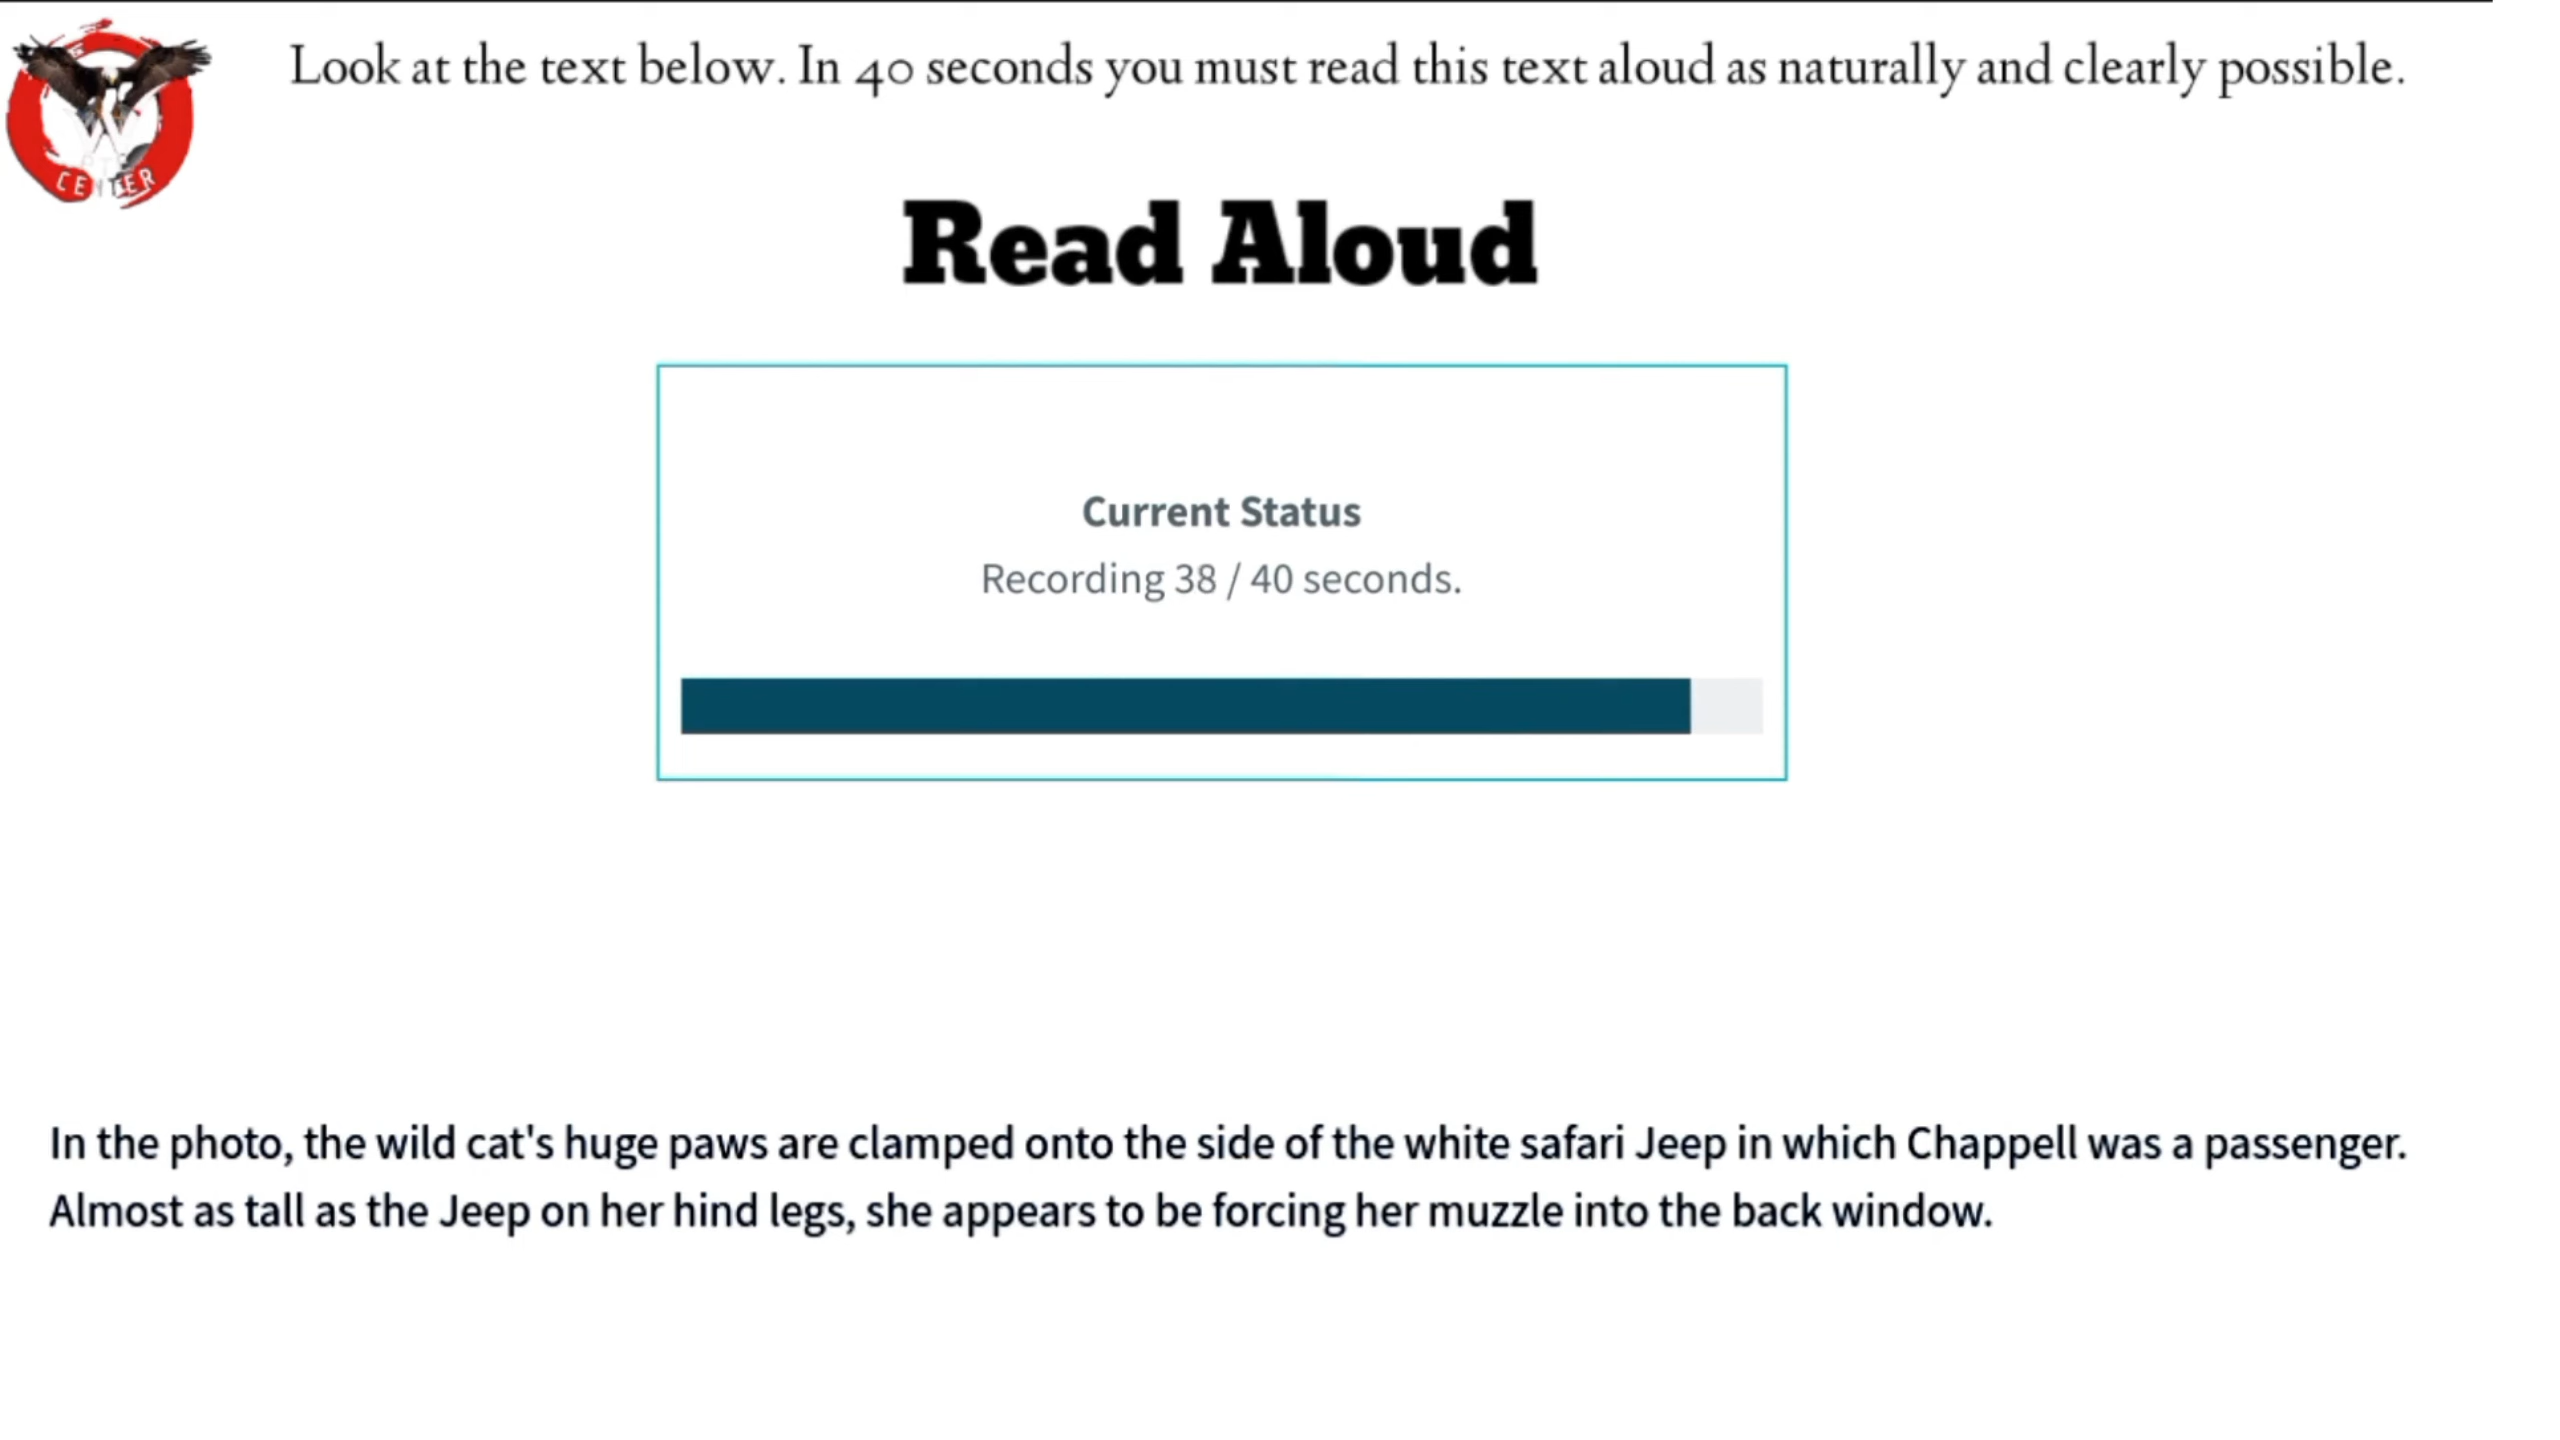 Look at the text below. In 40 seconds you must read this text aloud as naturally and clearly possible.
CENTER
Read Aloud
Current Status
Recording 38 / 40 seconds.
In the photo, the wild cat's huge paws are clamped onto the side of the white safari Jeep in which Chappell was a passenger.
Almost as tall as the Jeep on her hind legs, she appears to be forcing her muzzle into the back window.